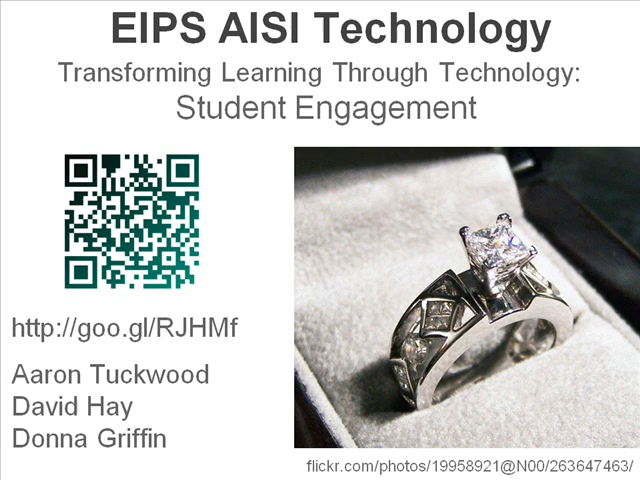 EIPS AISI Technology
Transforming Learning Through Technology:
Student Engagement
http://goo.gl/RJHMf
Aaron Tuckwood
David Hay
Donna Griffin
flickr.com/photos/19958921@N00/263647463/